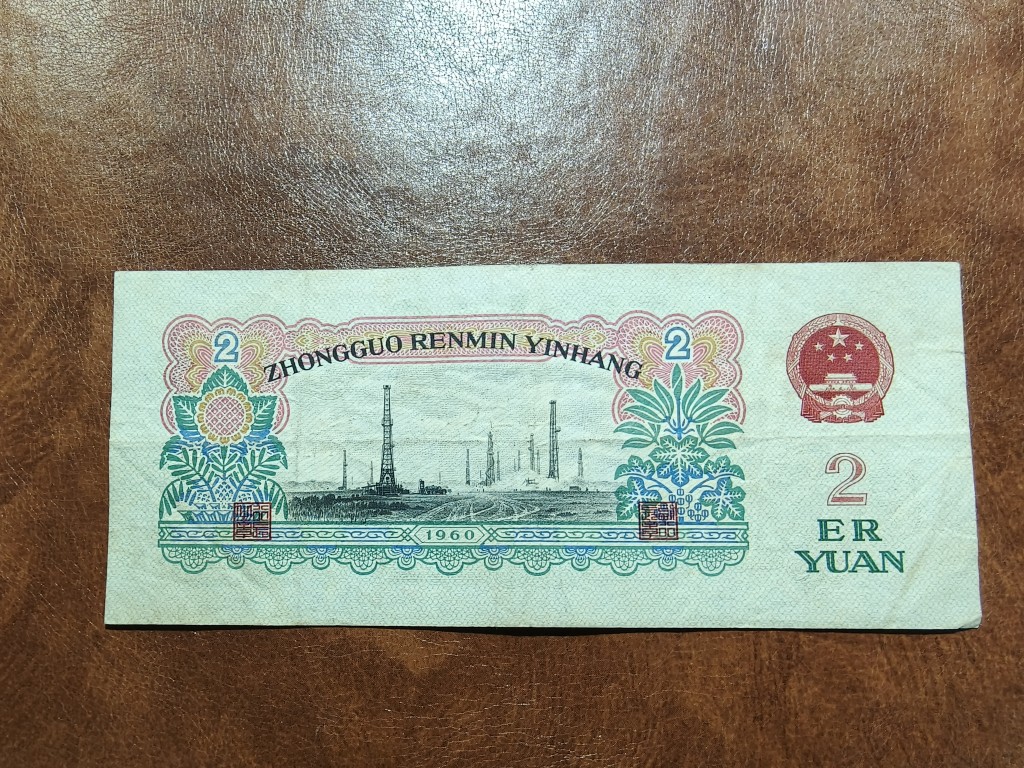 2
ZHONGGUO RENMIN YINHANG
2
1960
2
ER
YUAN